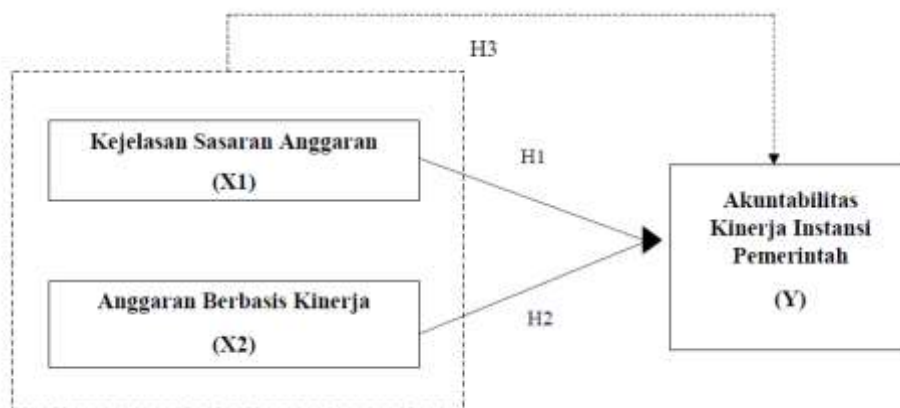 H3
Kejelasan Sasaran Anggaran
(X1)
H1
Akuntabilitas
Kinerja Instansi
Pemerintah
(Y)
Anggaran Berbasis Kinerja
(X2)
H2